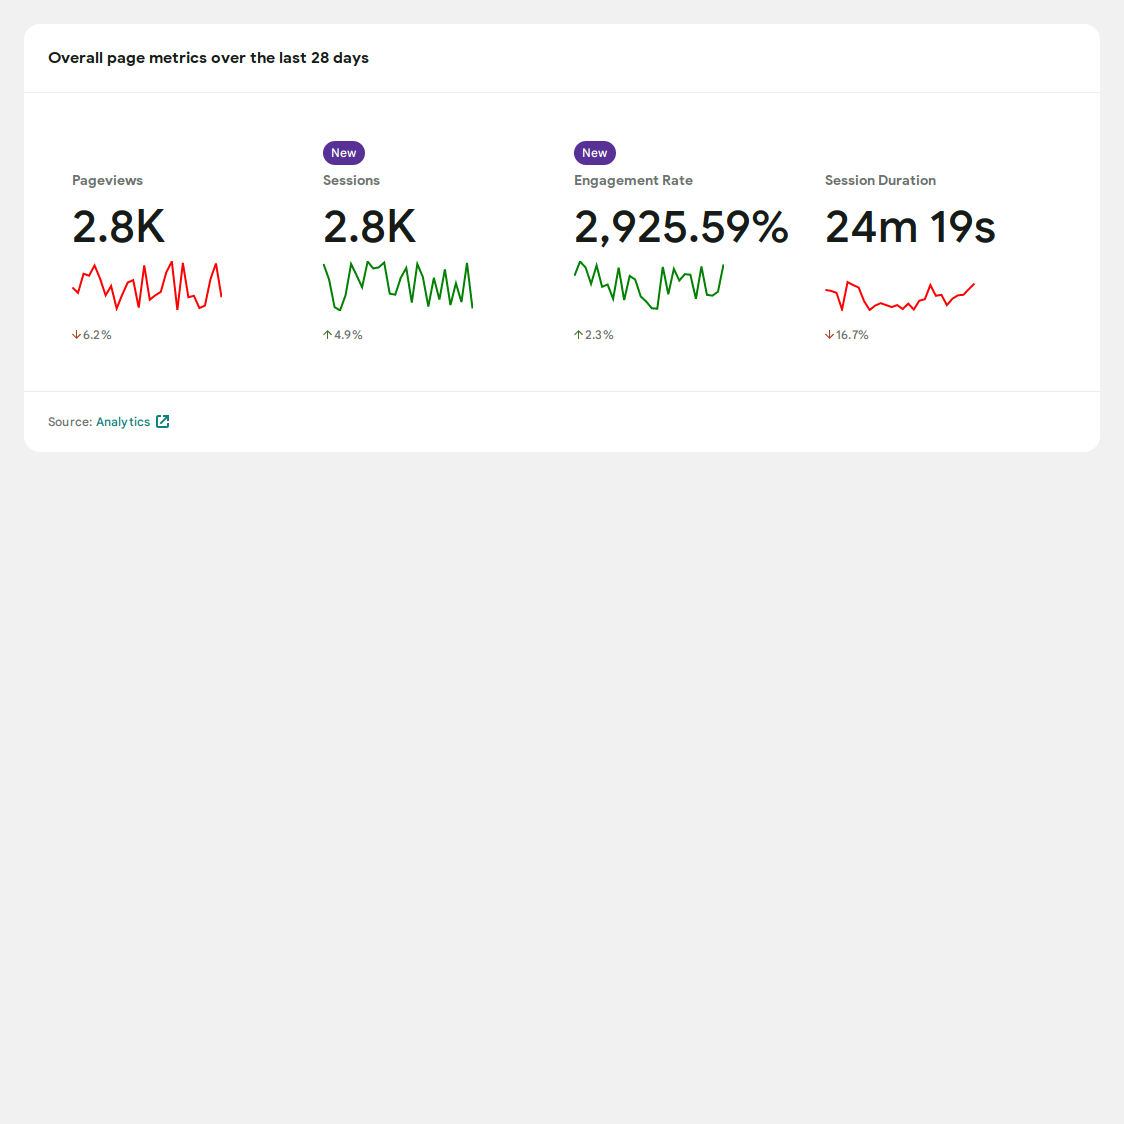 Overall page metrics over the last 28 days
Pageviews
2.8K
6.2%
New
Sessions
2.8K
4.9%
New
Engagement Rate
2,925.59%
2.3%
Session Duration
24m 19s
16.7%
Source: Analytics